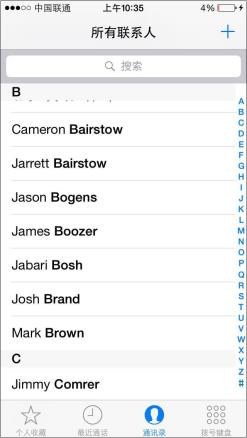 中国联通 上午10:35 4%
所有联系人 +
搜索
B
Cameron Bairstow
Jarrett Bairstow
Jason Bogens
James Boozer
Jabari Bosh
Josh Brand
Mark Brown
C
Jimmy Comrer
A
B
C
D
E
F
G
H
I
J
K
L
M
N
O
P
Q
R
S
T
U
V
W
X
Y
Z
#
个人收藏 最近通话 通讯录 拨号键盘